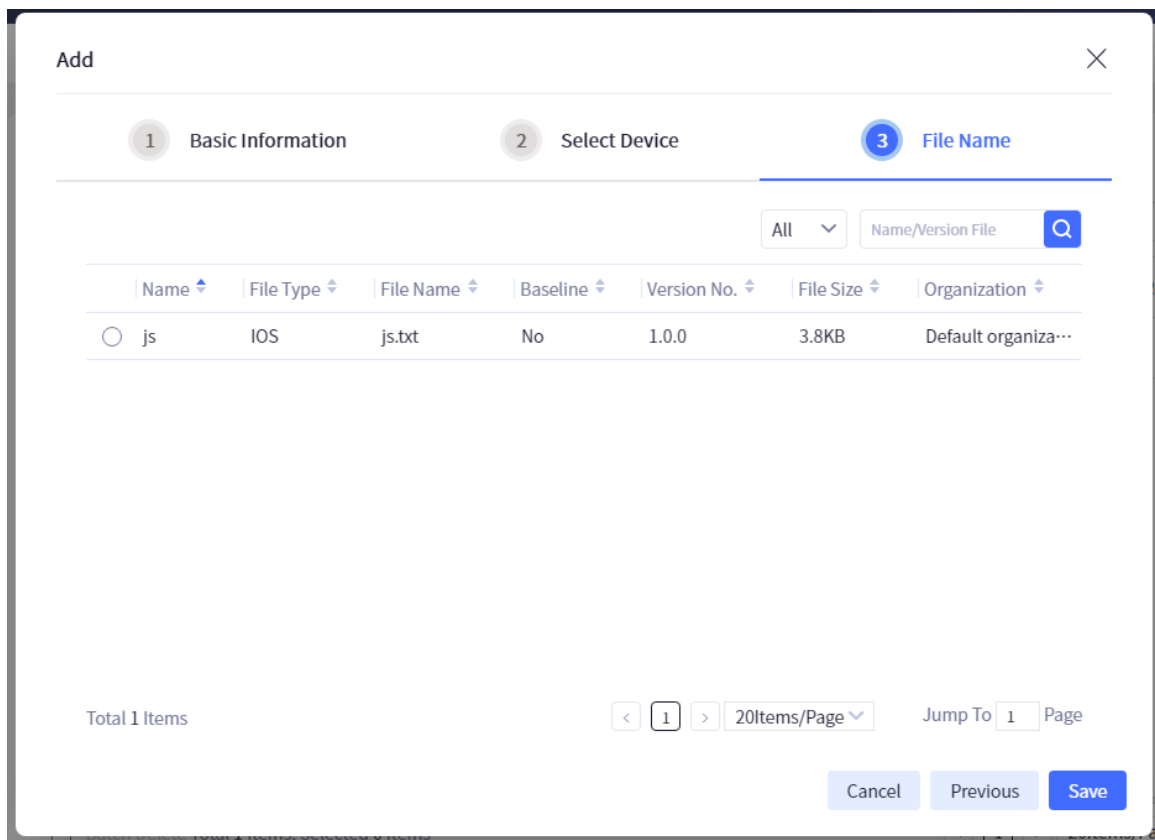 Add
1 Basic Information 2 Select Device 3 File Name
All Name/Version File
Name File Type File Name Baseline Version No. File Size Organization
js IOS js.txt No 1.0.0 3.8KB Default organiza···
Total 1 Items < 1 > 20Items/Page Jump To 1 Page
Cancel Previous Save